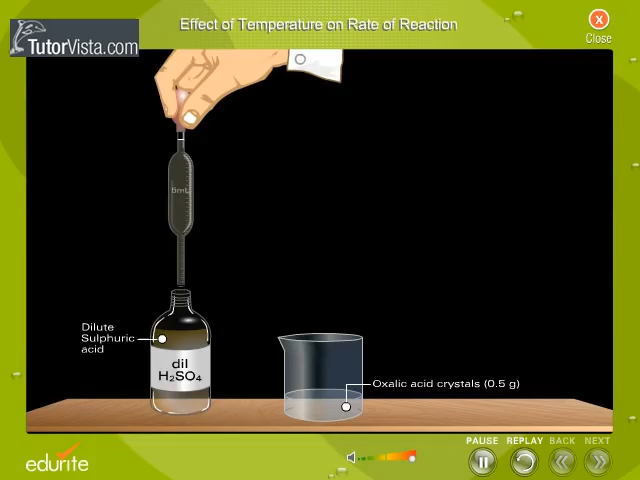 Effect of Temperature on Rate of Reaction
TutorVista.com
X
Close
5mL
Dilute
Sulphuric
acid
dil
H₂SO₄
Oxalic acid crystals (0.5 g)
PAUSE REPLAY BACK NEXT
edurite